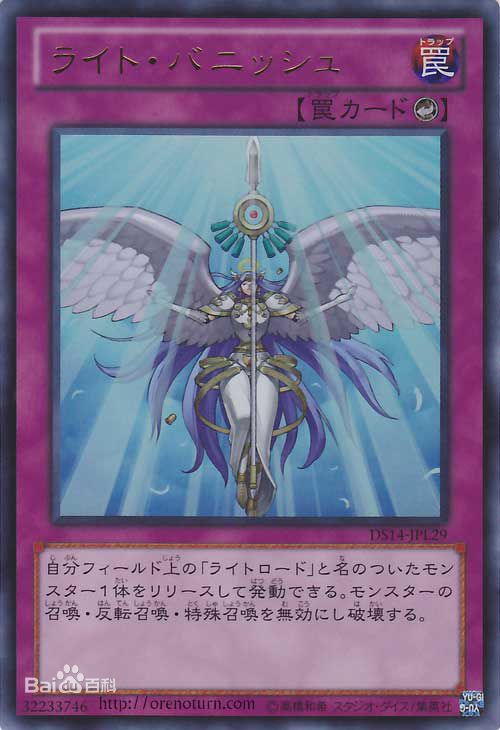 ライト・バニッシュ
トラップ
罠
トラップ
【罠カード】
DS14-JPL29
自分フィールド上の「ライトロード」と名のついたモン
スター1体をリリースして発動できる。モンスターの
召喚・反転召喚・特殊召喚を無効にし破壊する。
Bai百科
32233746
http://orenoturn.com
©高橋和希 スタジオ・ダイス/集英社